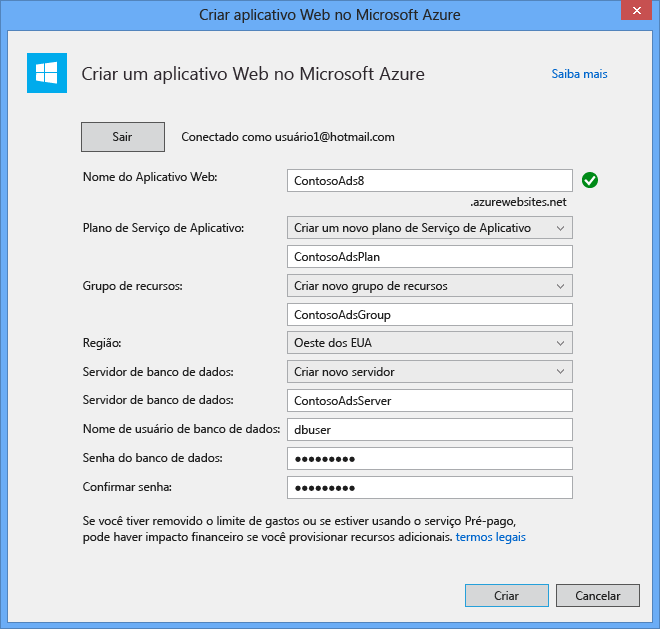 Criar aplicativo Web no Microsoft Azure
Criar um aplicativo Web no Microsoft Azure
Saiba mais
Sair
Conectado como usuário1@hotmail.com
Nome do Aplicativo Web:
ContosoAds8
.azurewebsites.net
Plano de Serviço de Aplicativo:
Criar um novo plano de Serviço de Aplicativo
ContosoAdsPlan
Grupo de recursos:
Criar novo grupo de recursos
ContosoAdsGroup
Região:
Oeste dos EUA
Servidor de banco de dados:
Criar novo servidor
Servidor de banco de dados:
ContosoAdsServer
Nome de usuário de banco de dados:
dbuser
Senha do banco de dados:
●●●●●●●●●
Confirmar senha:
●●●●●●●●●
Se você tiver removido o limite de gastos ou se estiver usando o serviço Pré-pago,
pode haver impacto financeiro se você provisionar recursos adicionais. termos legais
Criar
Cancelar